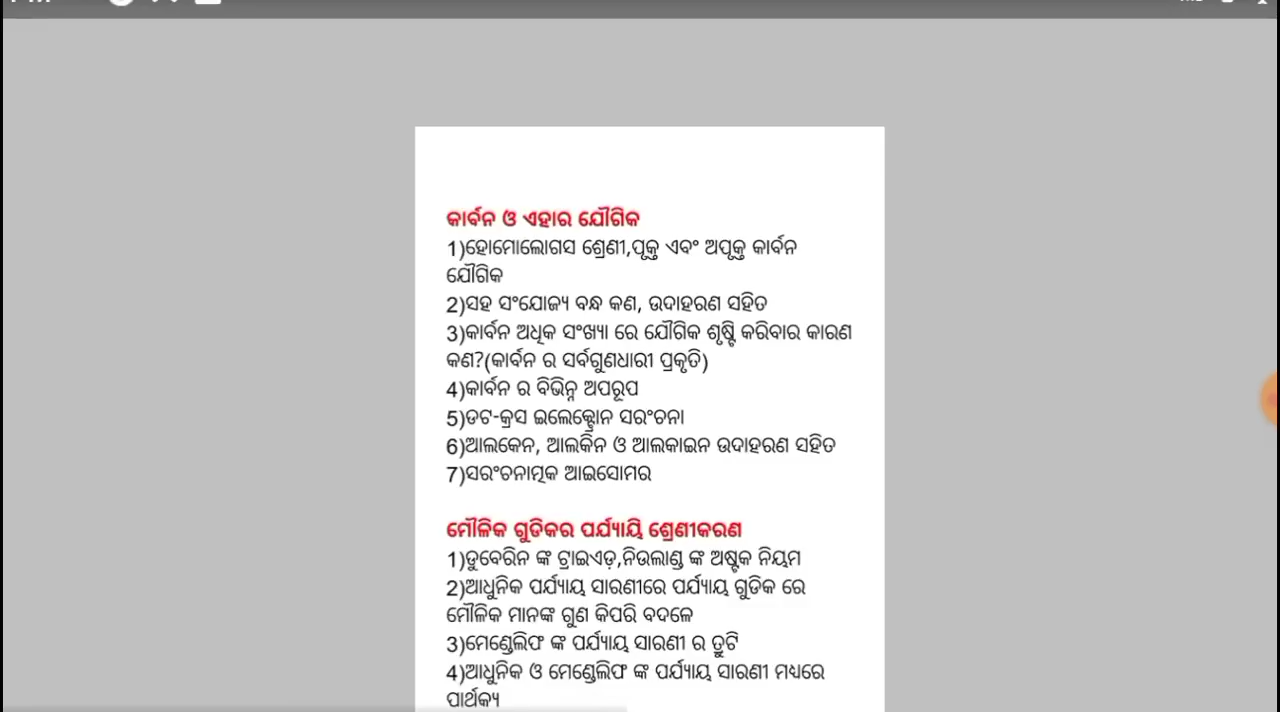 କାର୍ବନ ଓ ଏହାର ଯୌଗିକ
1)ହୋମୋଲୋଗସ ଶ୍ରେଣୀ,ପୃକ୍ତ ଏବଂ ଅପୃକ୍ତ କାର୍ବନ
ଯୌଗିକ
2)ସହ ସଂଯୋଜ୍ୟ ବନ୍ଧ କଣ, ଉଦାହରଣ ସହିତ
3)କାର୍ବନ ଅଧିକ ସଂଖ୍ୟା ରେ ଯୌଗିକ ଶୃଷ୍ଟି କରିବାର କାରଣ
କଣ?(କାର୍ବନ ର ସର୍ବଗୁଣଧାରୀ ପ୍ରକୃତି)
4)କାର୍ବନ ର ବିଭିନ୍ନ ଅପରୂପ
5)ଡଟ-କ୍ରସ ଇଲେକ୍ଟ୍ରୋନ ସରଂଚନା
6)ଆଲକେନ, ଆଲକିନ ଓ ଆଲକାଇନ ଉଦାହରଣ ସହିତ
7)ସରଂଚନାତ୍ମକ ଆଇସୋମର
ମୌଳିକ ଗୁଡିକର ପର୍ଯ୍ୟାୟି ଶ୍ରେଣୀକରଣ
1)ଡୁବେରିନ ଙ୍କ ଟ୍ରାଇଏଡ଼,ନିଉଲାଣ୍ଡ ଙ୍କ ଅଷ୍ଟକ ନିୟମ
2)ଆଧୁନିକ ପର୍ଯ୍ୟାୟ ସାରଣୀରେ ପର୍ଯ୍ୟାୟ ଗୁଡିକ ରେ
ମୌଳିକ ମାନଙ୍କ ଗୁଣ କିପରି ବଦଳେ
3)ମେଣ୍ଡେଲିଫ ଙ୍କ ପର୍ଯ୍ୟାୟ ସାରଣୀ ର ତ୍ରୁଟି
4)ଆଧୁନିକ ଓ ମେଣ୍ଡେଲିଫ ଙ୍କ ପର୍ଯ୍ୟାୟ ସାରଣୀ ମଧ୍ୟରେ
ପାର୍ଥକ୍ୟ